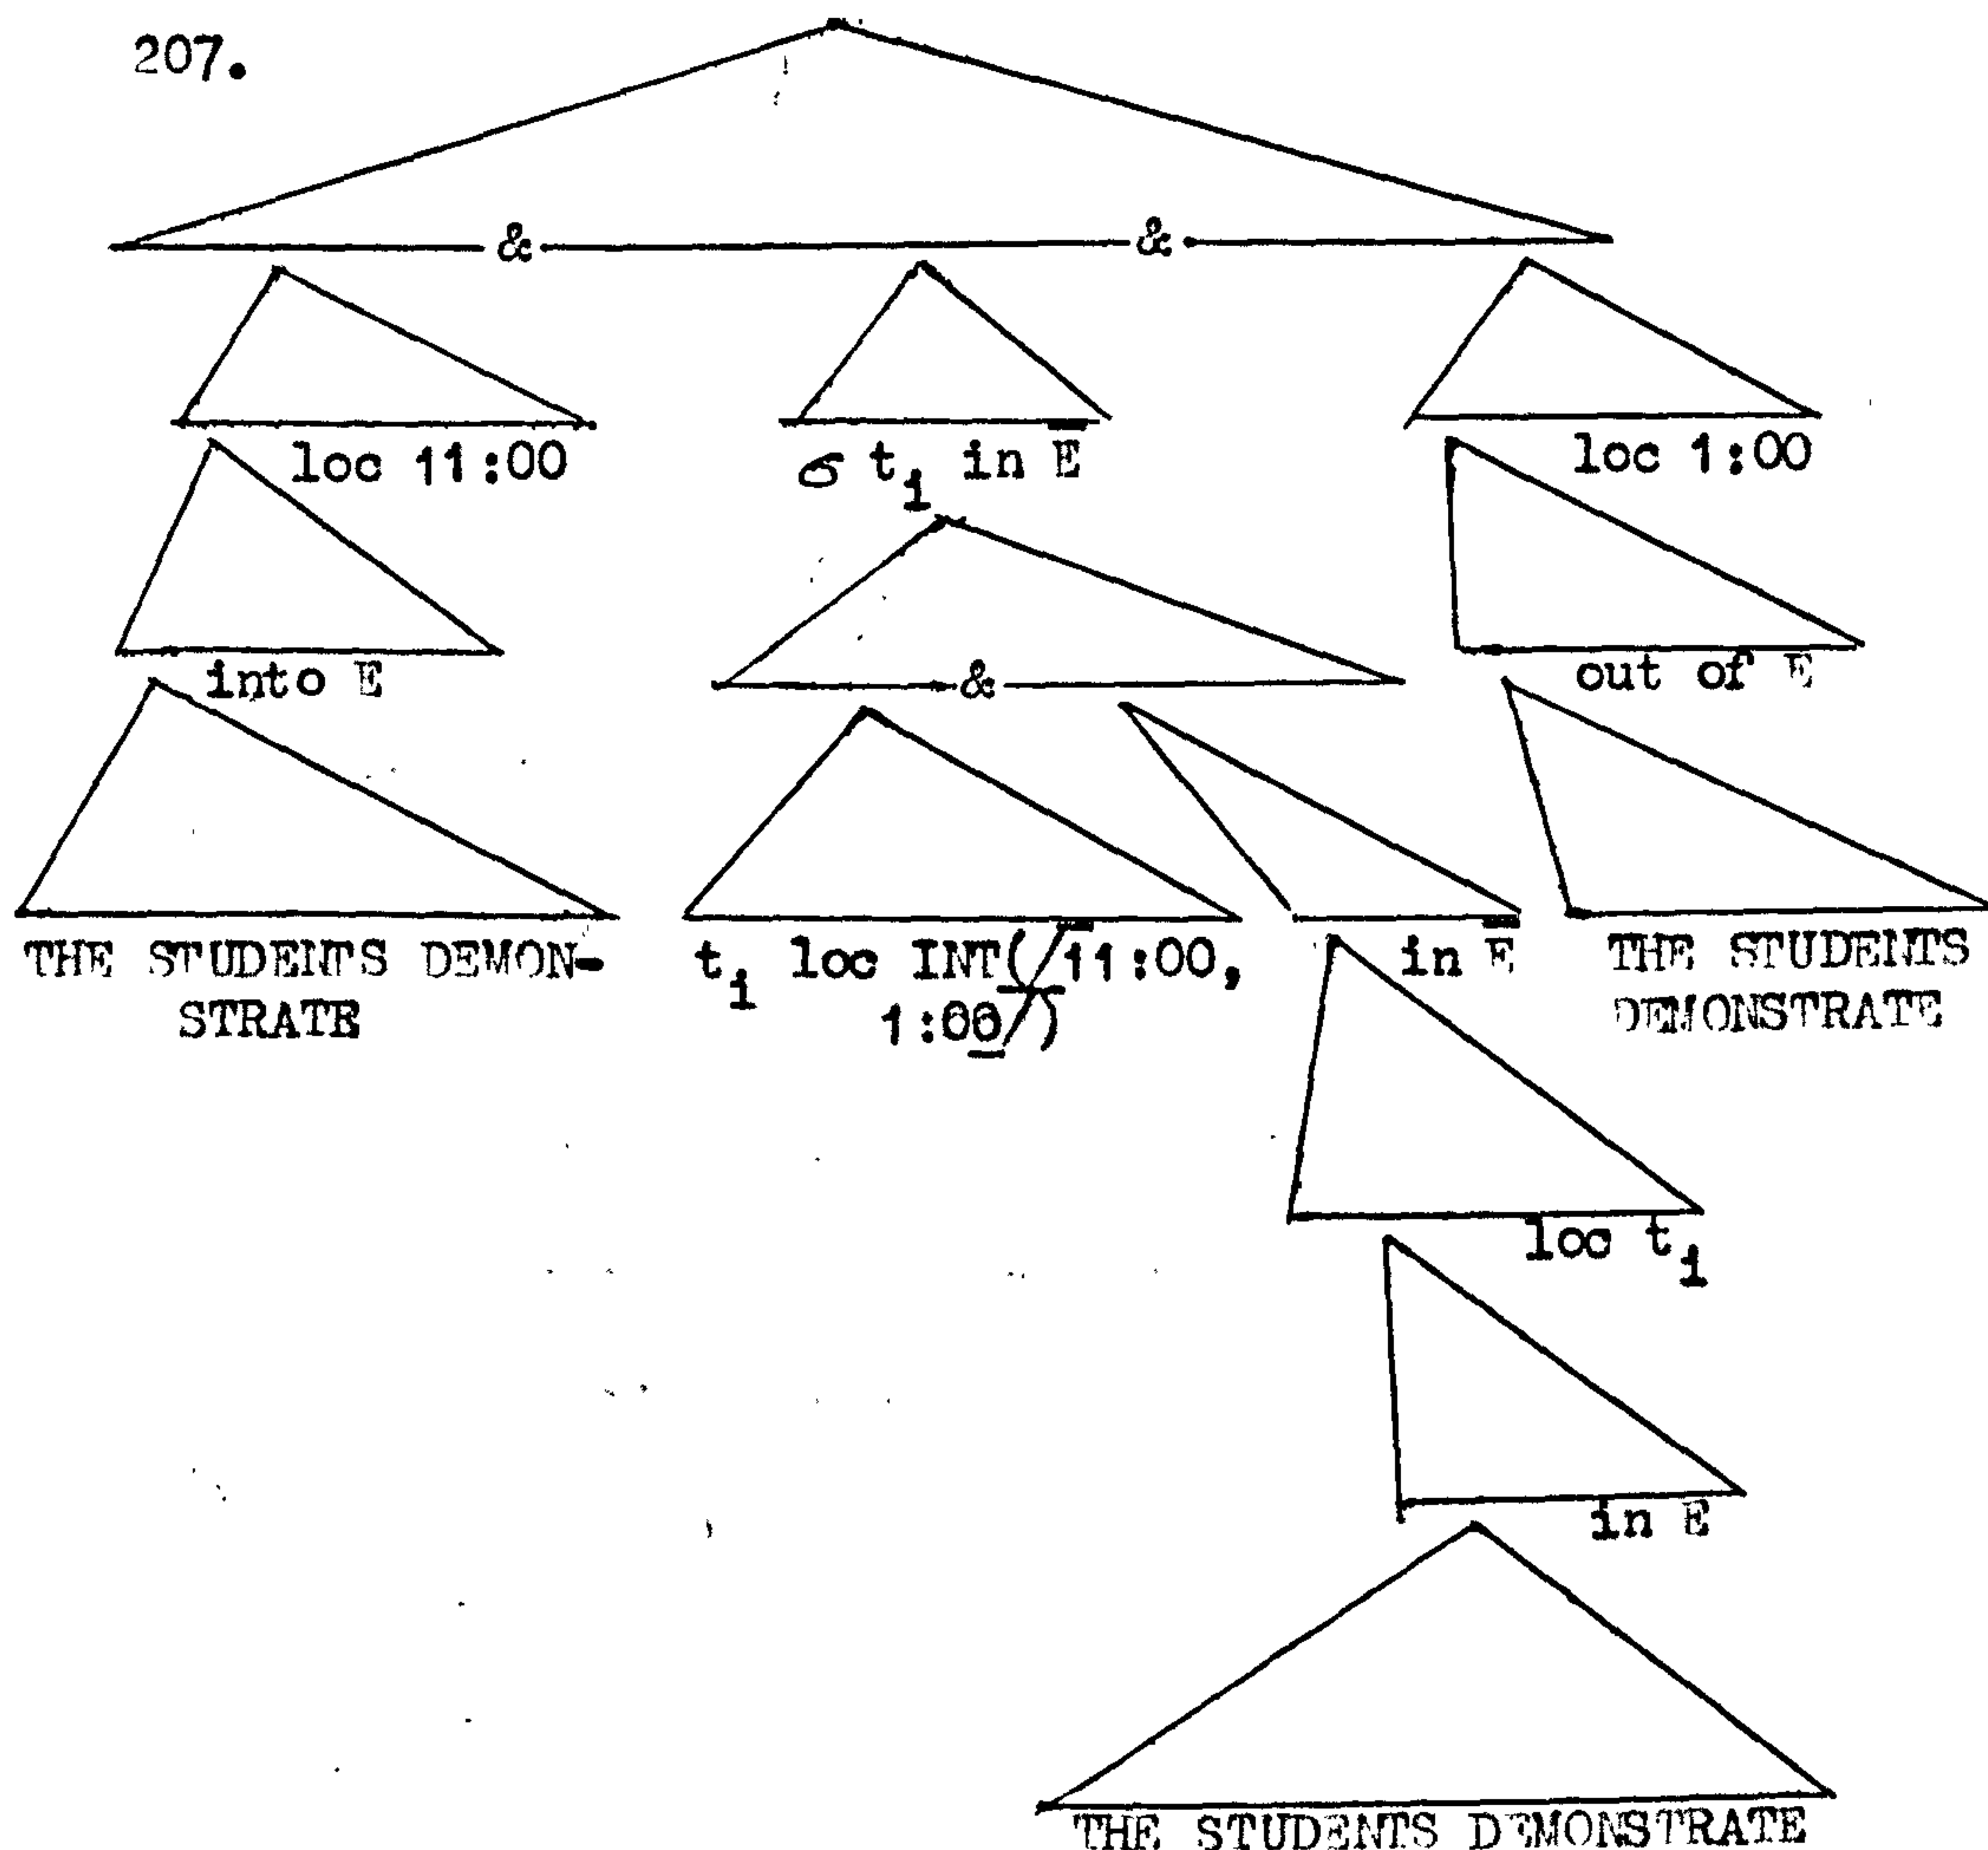 207.
& &
loc 11:00
σ t₁ in E̅
loc 1:00
into E
&
out of E
THE STUDENTS DEMON-
STRATE
t₁ loc INT([11:00,
1:00])
in E̅
THE STUDENTS
DEMONSTRATE
loc t₁
in E
THE STUDENTS DEMONSTRATE